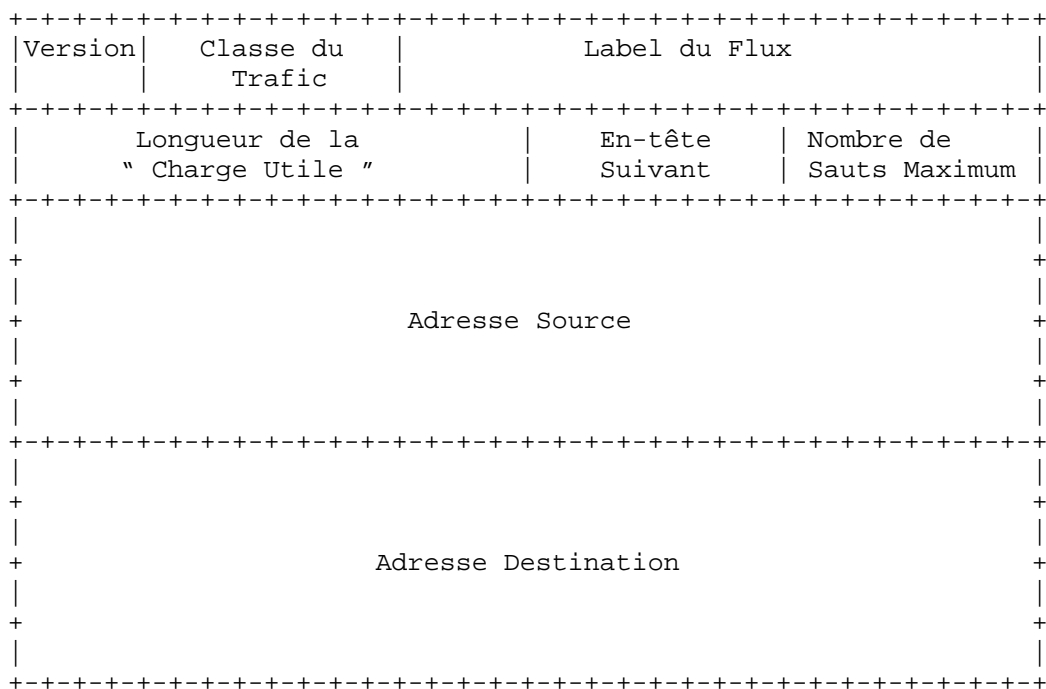 +-+-+-+-+-+-+-+-+-+-+-+-+-+-+-+-+-+-+-+-+-+-+-+-+-+-+-+-+-+-+-+-+
|Version|   Classe du   |           Label du Flux               |
|       |     Trafic    |                                       |
+-+-+-+-+-+-+-+-+-+-+-+-+-+-+-+-+-+-+-+-+-+-+-+-+-+-+-+-+-+-+-+-+
|       Longueur de la          |    En-tête    | Nombre de     |
|      “ Charge Utile ”         |    Suivant    | Sauts Maximum |
+-+-+-+-+-+-+-+-+-+-+-+-+-+-+-+-+-+-+-+-+-+-+-+-+-+-+-+-+-+-+-+-+
|                                                               |
+                                                               +
|                                                               |
+                        Adresse Source                         +
|                                                               |
+                                                               +
|                                                               |
+-+-+-+-+-+-+-+-+-+-+-+-+-+-+-+-+-+-+-+-+-+-+-+-+-+-+-+-+-+-+-+-+
|                                                               |
+                                                               +
|                                                               |
+                      Adresse Destination                      +
|                                                               |
+                                                               +
|                                                               |
+-+-+-+-+-+-+-+-+-+-+-+-+-+-+-+-+-+-+-+-+-+-+-+-+-+-+-+-+-+-+-+-+